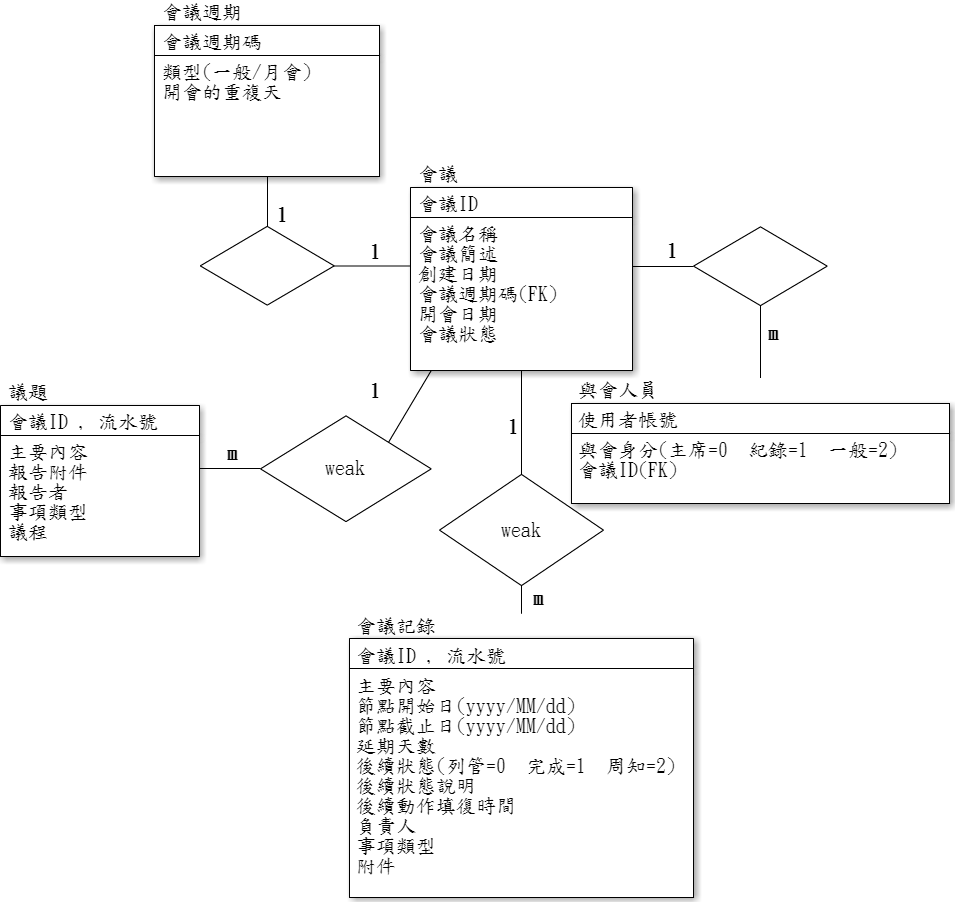 會議週期
會議週期碼
類型(一般/月會)
開會的重複天
1
1
會議
會議ID
會議名稱
會議簡述
創建日期
會議週期碼(FK)
開會日期
會議狀態
1
m
與會人員
使用者帳號
與會身分(主席=0 紀錄=1 一般=2)
會議ID(FK)
1
議題
會議ID , 流水號
主要內容
報告附件
報告者
事項類型
議程
m
weak
1
weak
m
會議記錄
會議ID , 流水號
主要內容
節點開始日(yyyy/MM/dd)
節點截止日(yyyy/MM/dd)
延期天數
後續狀態(列管=0 完成=1 周知=2)
後續狀態說明
後續動作填復時間
負責人
事項類型
附件